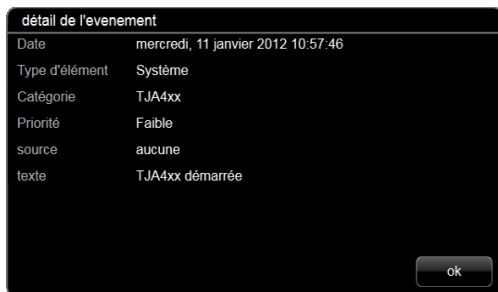 détail de l'evenement
Date mercredi, 11 janvier 2012 10:57:46
Type d'élément Système
Catégorie TJA4xx
Priorité Faible
source aucune
texte TJA4xx démarrée
ok